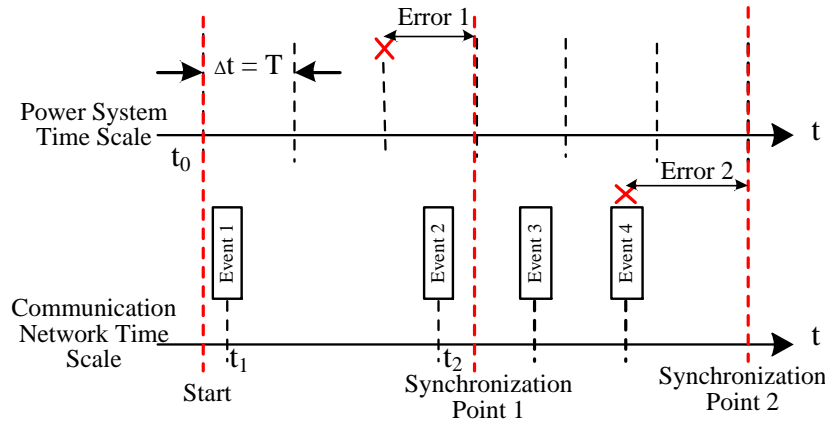 Error 1
Δt = T
Power System
Time Scale
t
t₀
Error 2
Event 1
Event 2
Event 3
Event 4
Communication
Network Time
Scale
t
t₁
t₂
Start
Synchronization
Point 1
Synchronization
Point 2